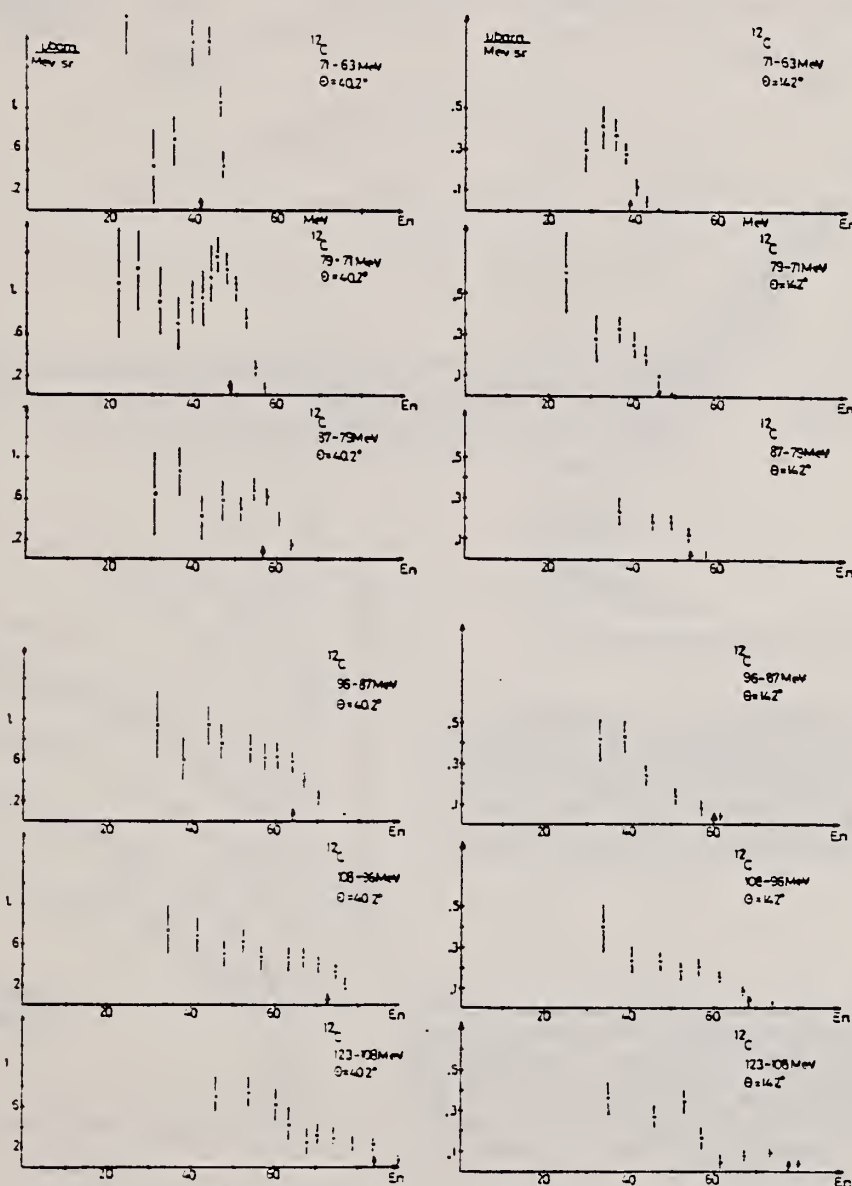 μbarn
Mev sr
¹²C
71-63 MeV
Θ=40.2°
1.
.6
.2
20
40
60
En
MeV
μbarn
Mev sr
¹²C
71-63 MeV
Θ=142°
.5
.3
.1
20
40
60
En
MeV
¹²C
79-71 MeV
Θ=40.2°
1.
.6
.2
20
40
60
En
¹²C
79-71 MeV
Θ=142°
.5
.3
.1
20
40
60
En
¹²C
87-79 MeV
Θ=40.2°
1.
.6
.2
20
40
60
En
¹²C
87-79 MeV
Θ=142°
.5
.3
.1
20
40
60
En
¹²C
96-87 MeV
Θ=40.2°
1.
.6
.2
20
40
60
En
¹²C
96-87 MeV
Θ=142°
.5
.3
.1
20
40
60
En
¹²C
108-96 MeV
Θ=40.2°
1.
.6
.2
20
40
60
En
¹²C
108-96 MeV
Θ=142°
.5
.3
.1
20
40
60
En
¹²C
123-108 MeV
Θ=40.2°
1
.6
.2
20
40
60
En
¹²C
123-108 MeV
Θ=142°
.5
.3
.1
20
40
60
En